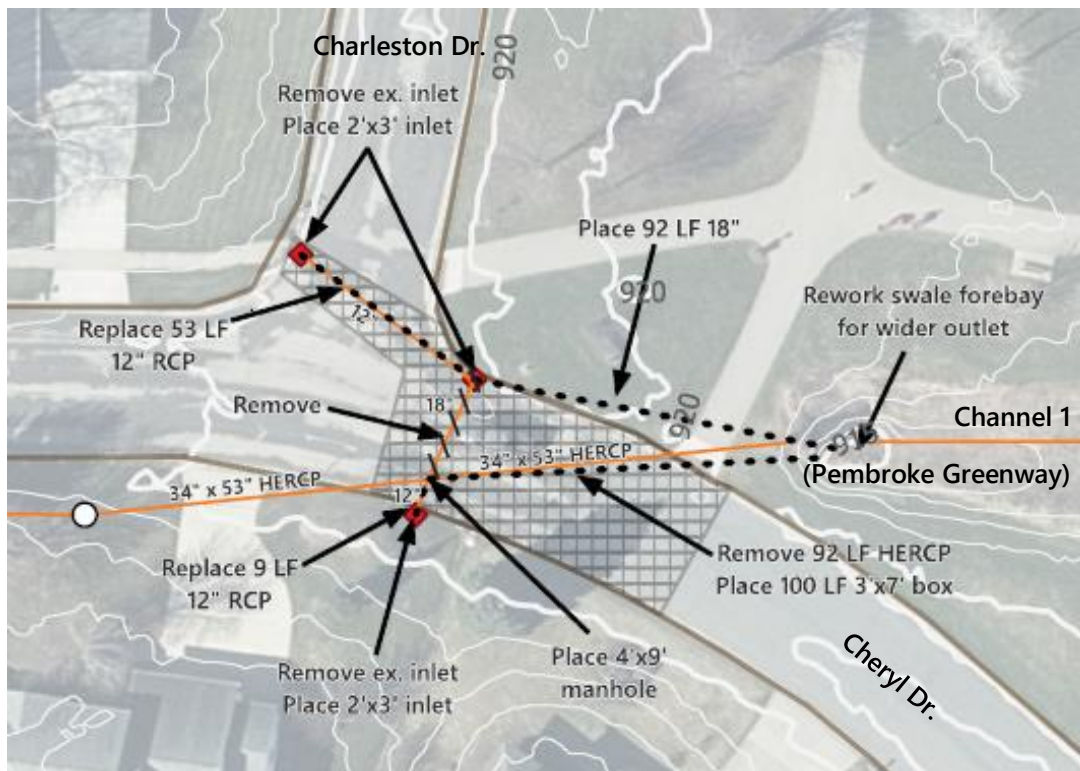 Charleston Dr.
920
Remove ex. inlet
Place 2'x3' inlet
Place 92 LF 18"
920
Rework swale forebay
for wider outlet
12"
Replace 53 LF
12" RCP
Remove
18"
920
Channel 1
915
34" x 53" HERCP
(Pembroke Greenway)
34" x 53" HERCP
12"
Remove 92 LF HERCP
Place 100 LF 3'x7' box
Replace 9 LF
12" RCP
Place 4'x9'
manhole
Remove ex. inlet
Place 2'x3' inlet
Cheryl Dr.